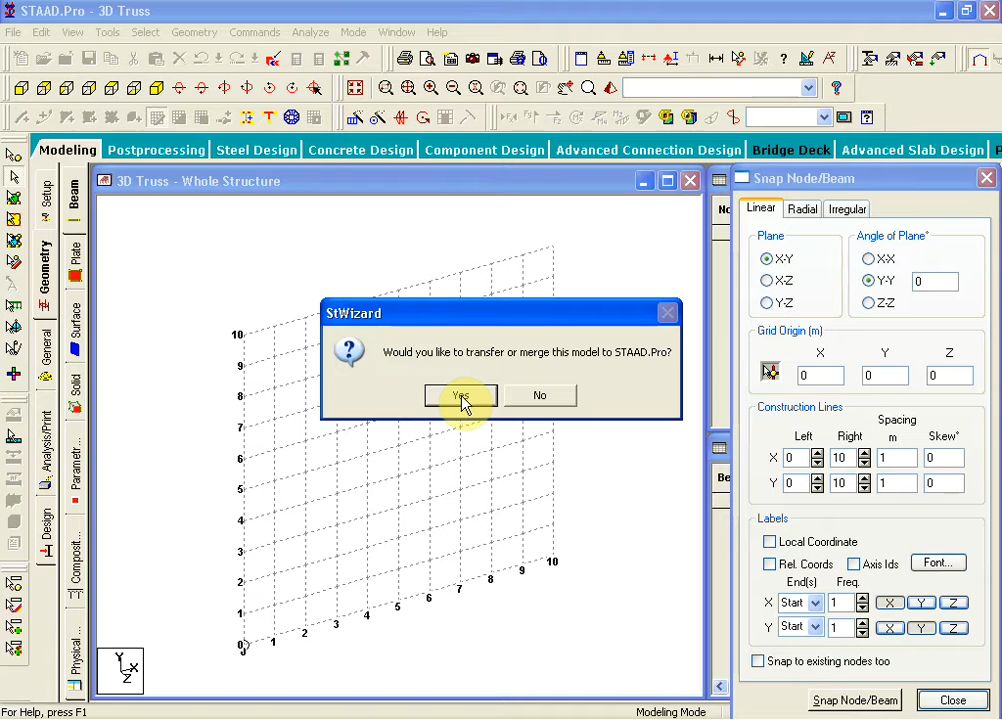 STAAD.Pro - 3D Truss
File Edit View Tools Select Geometry Commands Analyze Mode Window Help
Modeling Postprocessing Steel Design Concrete Design Component Design Advanced Connection Design Bridge Deck Advanced Slab Design
3D Truss - Whole Structure
Snap Node/Beam
Linear Radial Irregular
Plane
X-Y
X-Z
Y-Z
Angle of Plane°
X-X
Y-Y 0
Z-Z
Grid Origin (m)
X Y Z
0 0 0
Construction Lines
Spacing
Left Right m Skew°
X 0 10 1 0
Y 0 10 1 0
Labels
Local Coordinate
Rel. Coords Axis Ids Font...
End(s) Freq.
X Start 1 X Y Z
Y Start 1 X Y Z
Snap to existing nodes too
Snap Node/Beam Close
StWizard
Would you like to transfer or merge this model to STAAD.Pro?
Yes No
Setup
Geometry
General
Analysis/Print
Design
Beam
Plate
Surface
Solid
Parametr...
Composit...
Physical ...
10
9
8
7
6
5
4
3
2
1
0
1 2 3 4 5 6 7 8 9 10
Y
X
Z
No
Be
For Help, press F1
Modeling Mode